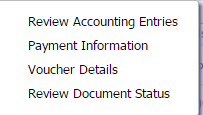 Review Accounting Entries
Payment Information
Voucher Details
Review Document Status